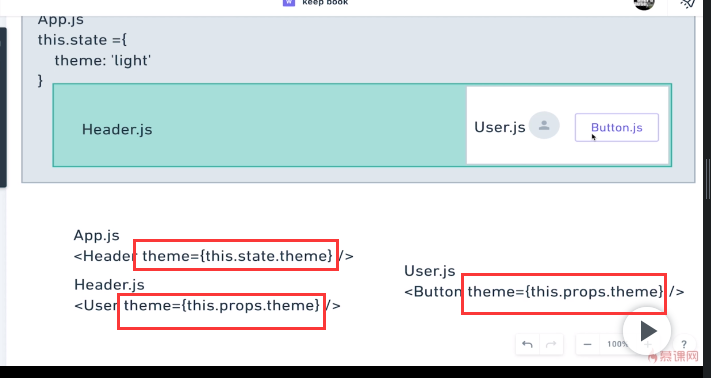 w keep book
App.js
this.state ={
theme: 'light'
}
Header.js
User.js
Button.js
App.js
<Header theme={this.state.theme} />
Header.js
<User theme={this.props.theme} />
User.js
<Button theme={this.props.theme} />
100%
?
慕课网